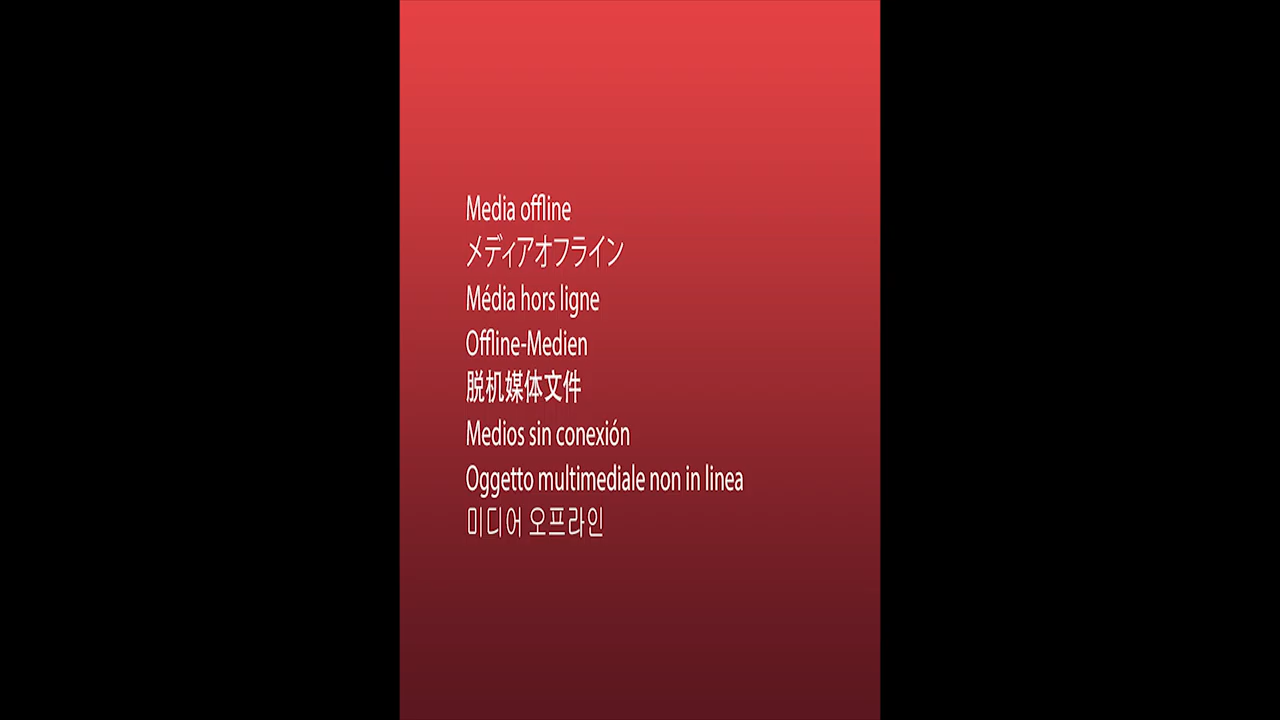 Media offline
メディアオフライン
Média hors ligne
Offline-Medien
脱机媒体文件
Medios sin conexión
Oggetto multimediale non in linea
미디어 오프라인